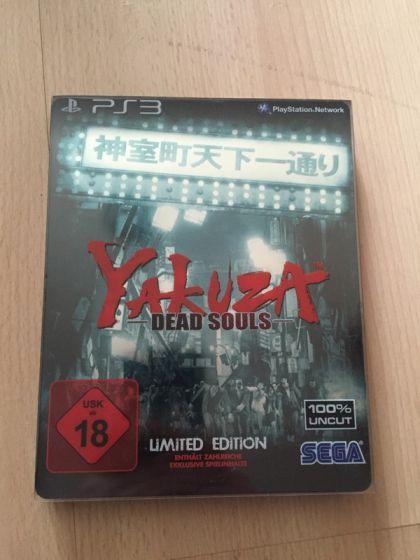 PS3
PlayStation Network
神室町天下一通り
YAKUZA™
DEAD SOULS
USK
ab
18
LIMITED EDITION
ENTHÄLT ZAHLREICHE
EXKLUSIVE SPIELINHALTE
100%
UNCUT
SEGA